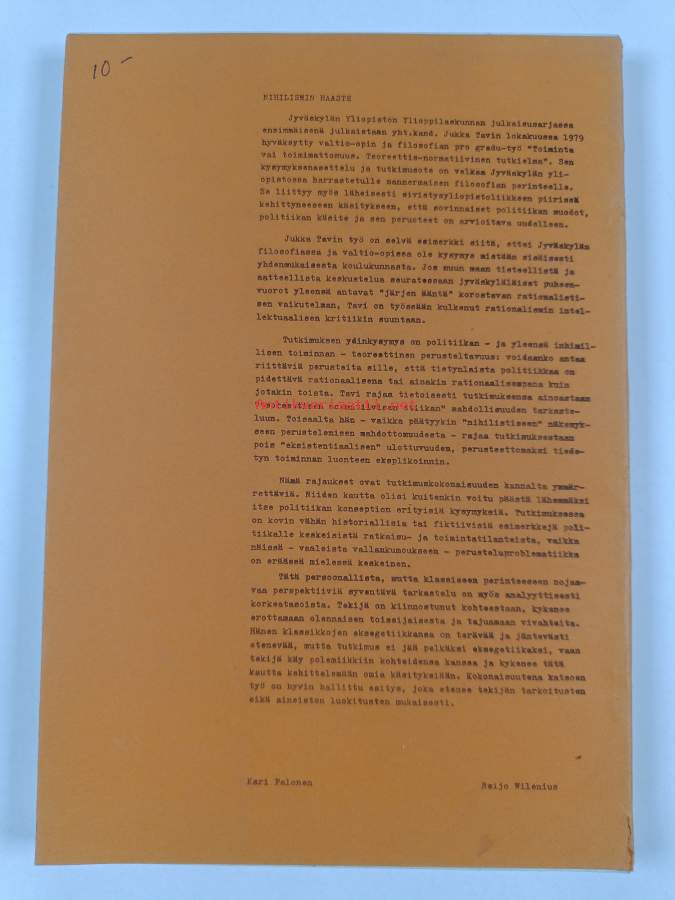 10 -
NIHILISMIN HAASTE
Jyväskylän Yliopiston Ylioppilaskunnan julkaisusarjassa
ensimmäisenä julkaistaan yht.kand. Jukka Tavin lokakuussa 1979
hyväksytty valtio-opin ja filosofian pro gradu-työ "Toiminta
vai toimimattomuus. Teoreettis-normatiivinen tutkielma". Sen
kysymyksenasettelu ja tutkimusote on velkaa Jyväskylän yli-
opistossa harrastetulle mannermaisen filosofian perinteelle.
Se liittyy myös läheisesti sivistysyliopistoliikkeen piirissä
kehittyneeseen käsitykseen, että sovinnaiset politiikan muodot,
politiikan käsite ja sen perusteet on arvioitava uudelleen.
Jukka Tavin työ on selvä esimerkki siitä, ettei Jyväskylän
filosofiassa ja valtio-opissa ole kysymys mistään sisäisesti
yhdenmukaisesta koulukunnasta. Jos muun maan tieteellistä ja
aatteellista keskustelua seuratessaan jyväskyläläiset puheen-
vuorot yleensä antavat "järjen ääntä" korostavan rationalisti-
sen vaikutelman, Tavi on työssään kulkenut rationalismin intel-
lektuaalisen kritiikin suuntaan.
Tutkimuksen ydinkysymys on politiikan - ja yleensä inhimil-
lisen toiminnan - teoreettinen perusteltavuus: voidaanko antaa
riittäviä perusteita sille, että tietynlaista politiikkaa on
pidettävä rationaalisena tai ainakin rationaalisempana kuin
jotakin toista. Tavi rajaa tietoisesti tutkimuksensa ainoastaan
"teoreettisen normatiivisen etiikan" mahdollisuuden tarkaste-
luun. Toisaalta hän - vaikka päätyykin "nihilistiseen" näkemyk-
seen perustelemisen mahdottomuudesta - rajaa tutkimuksestaan
pois "eksistentiaalisen" ulottuvuuden, perusteettomaksi tiede-
tyn toiminnan luonteen eksplikoinnin.
Nämä rajaukset ovat tutkimuskokonaisuuden kannalta ymmär-
rettäviä. Niiden kautta olisi kuitenkin voitu päästä lähemmäksi
itse politiikan konseption erityisiä kysymyksiä. Tutkimuksessa
on kovin vähän historiallisia tai fiktiivisiä esimerkkejä poli-
tiikalle keskeisistä ratkaisu- ja toimintatilanteista, vaikka
näissä - vaaleista vallankumoukseen - perusteluproblematiikka
on eräässä mielessä keskeinen.
Tätä persoonallista, mutta klassiseen perinteeseen nojaa-
van perspektiiviä syventävä tarkastelu on myös analyyttisesti
korkeatasoista. Tekijä on kiinnostunut kohteestaan, kykenee
erottamaan olennaisen toissijaisesta ja tajuamaan vivahteita.
Hänen klassikkojen eksegetiikkansa on terävää ja jäntevästi
etenevää, mutta tutkimus ei jää pelkäksi eksegetiikaksi, vaan
tekijä käy polemiikkiin kohteidensa kanssa ja kykenee tätä
kautta kehittelemään omia käsityksiään. Kokonaisuutena katsoen
työ on hyvin hallittu esitys, joka etenee tekijän tarkoitusten
eikä aineiston luokitusten mukaisesti.
Kari Palonen Reijo Wilenius
Antikvariaatti.net